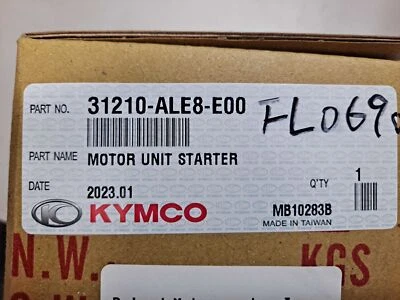 PART NO. 31210-ALE8-E00
FL069
PART NAME MOTOR UNIT STARTER
DATE 2023.01 Q'TY 1
KYMCO MB10283B
MADE IN TAIWAN
N.W. KGS